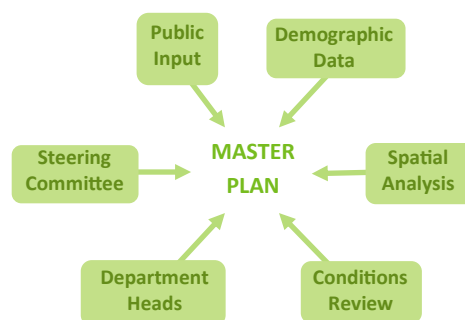 Public
Input
Demographic
Data
Steering
Committee
MASTER
PLAN
Spatial
Analysis
Department
Heads
Conditions
Review